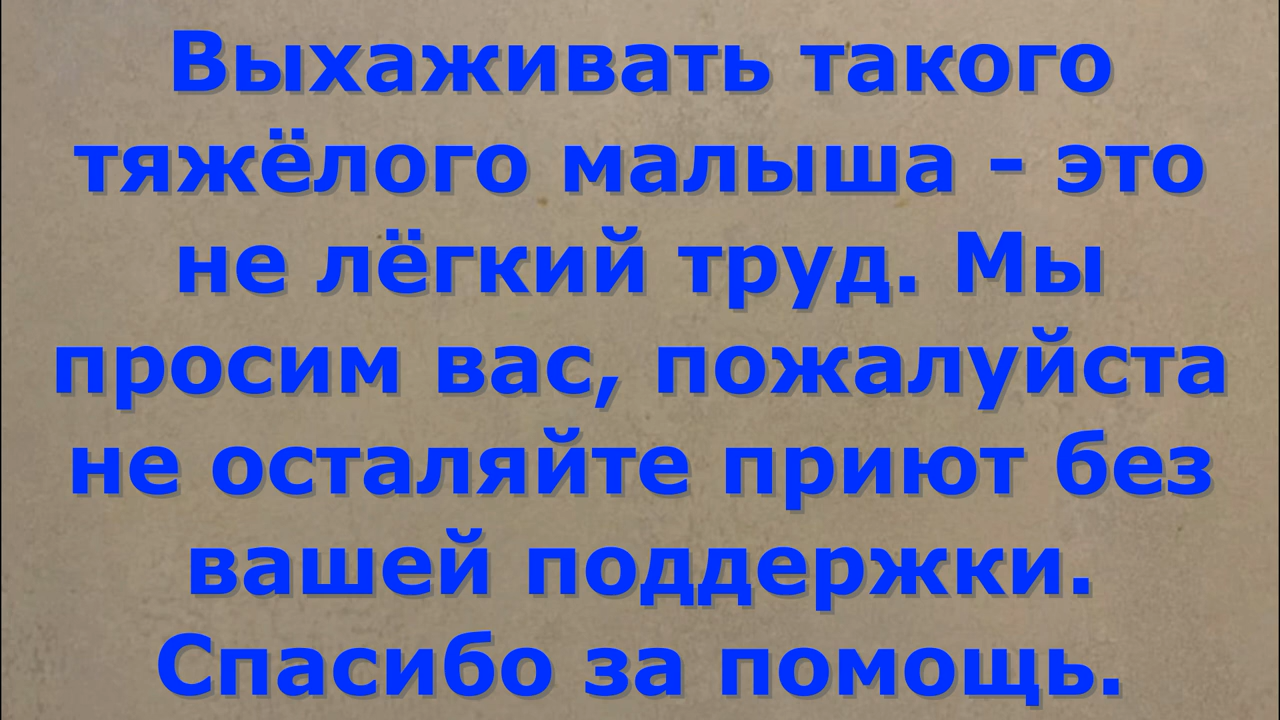 Выхаживать такого
тяжёлого малыша - это
не лёгкий труд. Мы
просим вас, пожалуйста
не осталяйте приют без
вашей поддержки.
Спасибо за помощь.